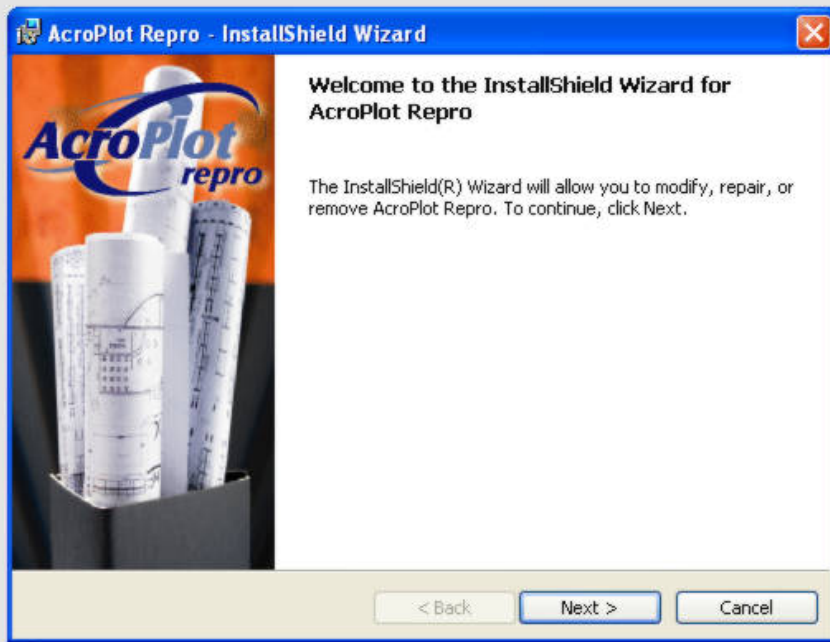 AcroPlot Repro - InstallShield Wizard
AcroPlot
repro
Welcome to the InstallShield Wizard for
AcroPlot Repro
The InstallShield(R) Wizard will allow you to modify, repair, or
remove AcroPlot Repro. To continue, click Next.
< Back
Next >
Cancel